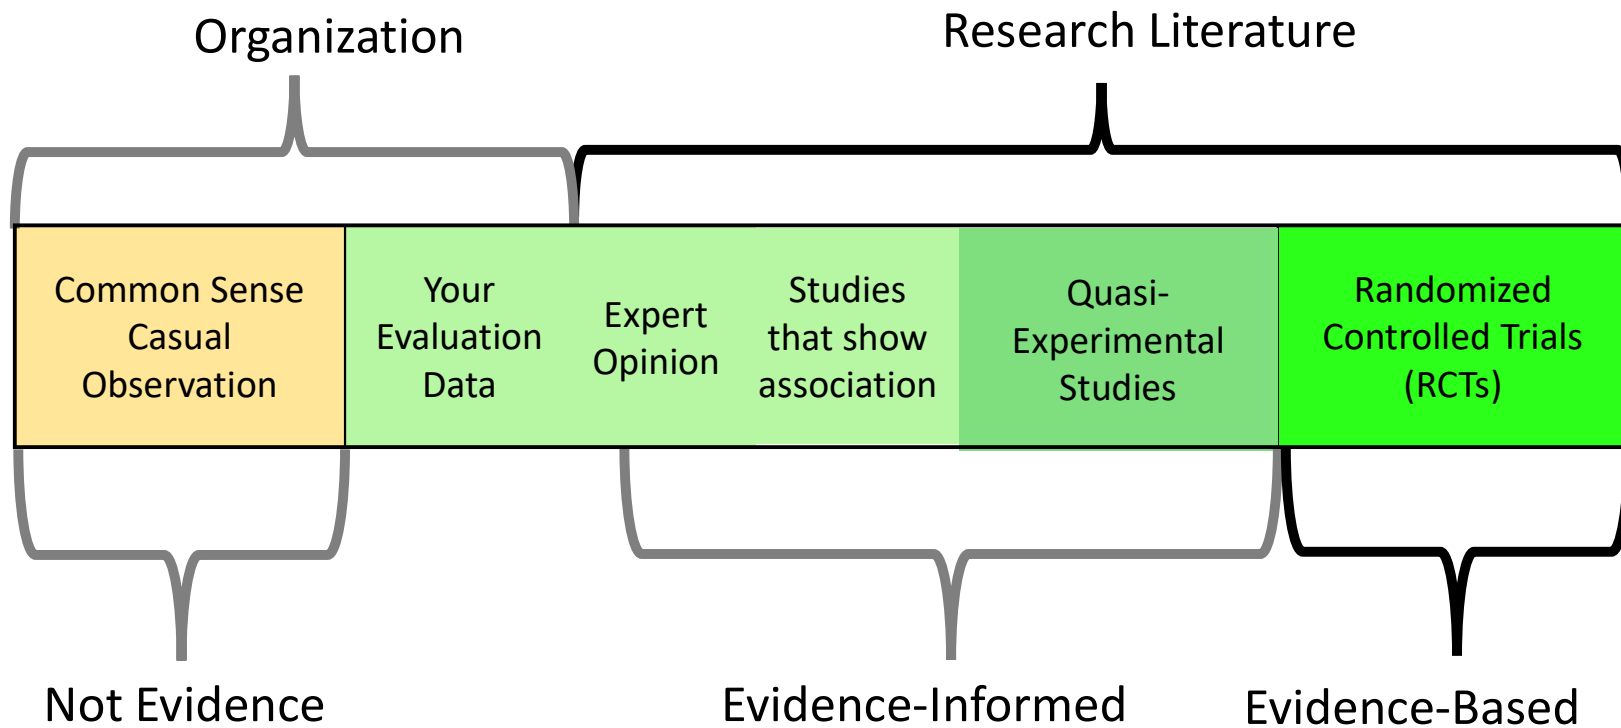 Organization
Research Literature
Common Sense
Casual
Observation
Your
Evaluation
Data
Expert
Opinion
Studies
that show
association
Quasi-
Experimental
Studies
Randomized
Controlled Trials
(RCTs)
Not Evidence
Evidence-Informed
Evidence-Based